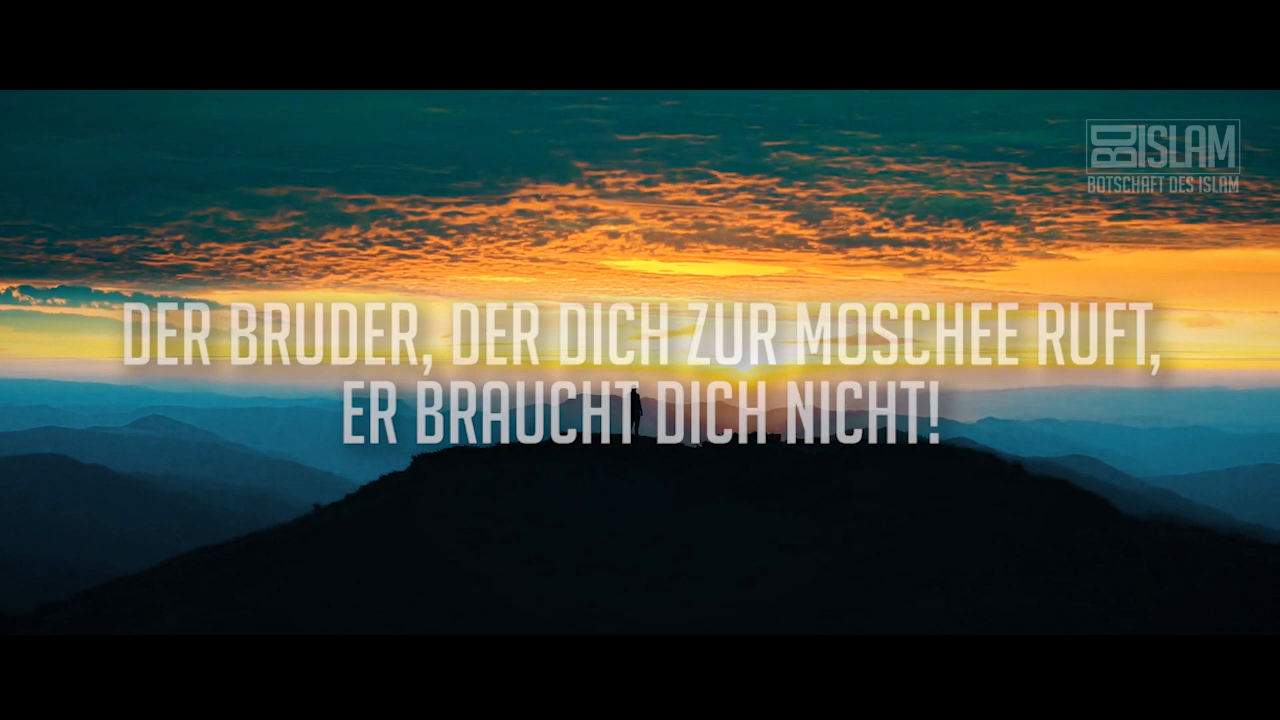 BDISLAM
BOTSCHAFT DES ISLAM
DER BRUDER, DER DICH ZUR MOSCHEE RUFT,
ER BRAUCHT DICH NICHT!